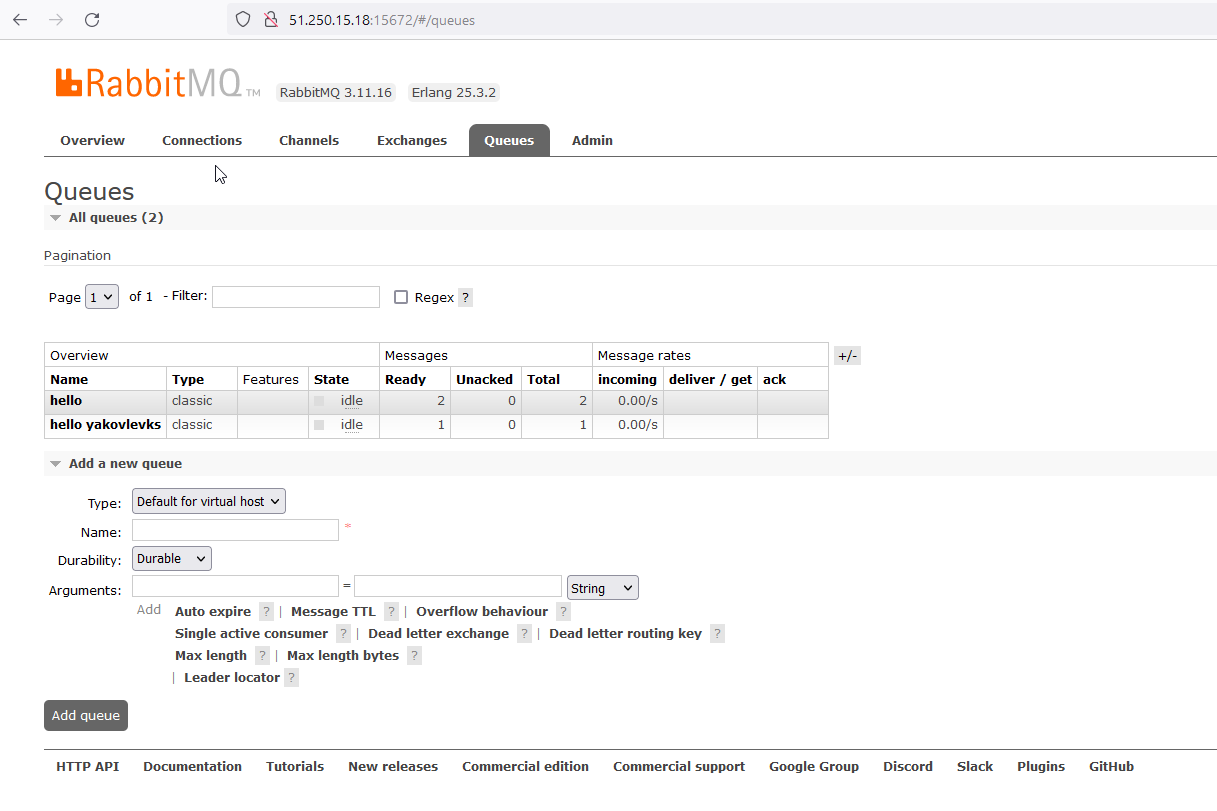 51.250.15.18:15672/#/queues
RabbitMQ TM RabbitMQ 3.11.16 Erlang 25.3.2
Overview Connections Channels Exchanges Queues Admin
Queues
All queues (2)
Pagination
Page 1 of 1 - Filter: Regex ?
Overview Messages Message rates +/-
Name Type Features State Ready Unacked Total incoming deliver / get ack
hello classic idle 2 0 2 0.00/s
hello yakovlevks classic idle 1 0 1 0.00/s
Add a new queue
Type: Default for virtual host
Name: *
Durability: Durable
Arguments: = String
Add Auto expire ? | Message TTL ? | Overflow behaviour ?
Single active consumer ? | Dead letter exchange ? | Dead letter routing key ?
Max length ? | Max length bytes ?
| Leader locator ?
Add queue
HTTP API Documentation Tutorials New releases Commercial edition Commercial support Google Group Discord Slack Plugins GitHub